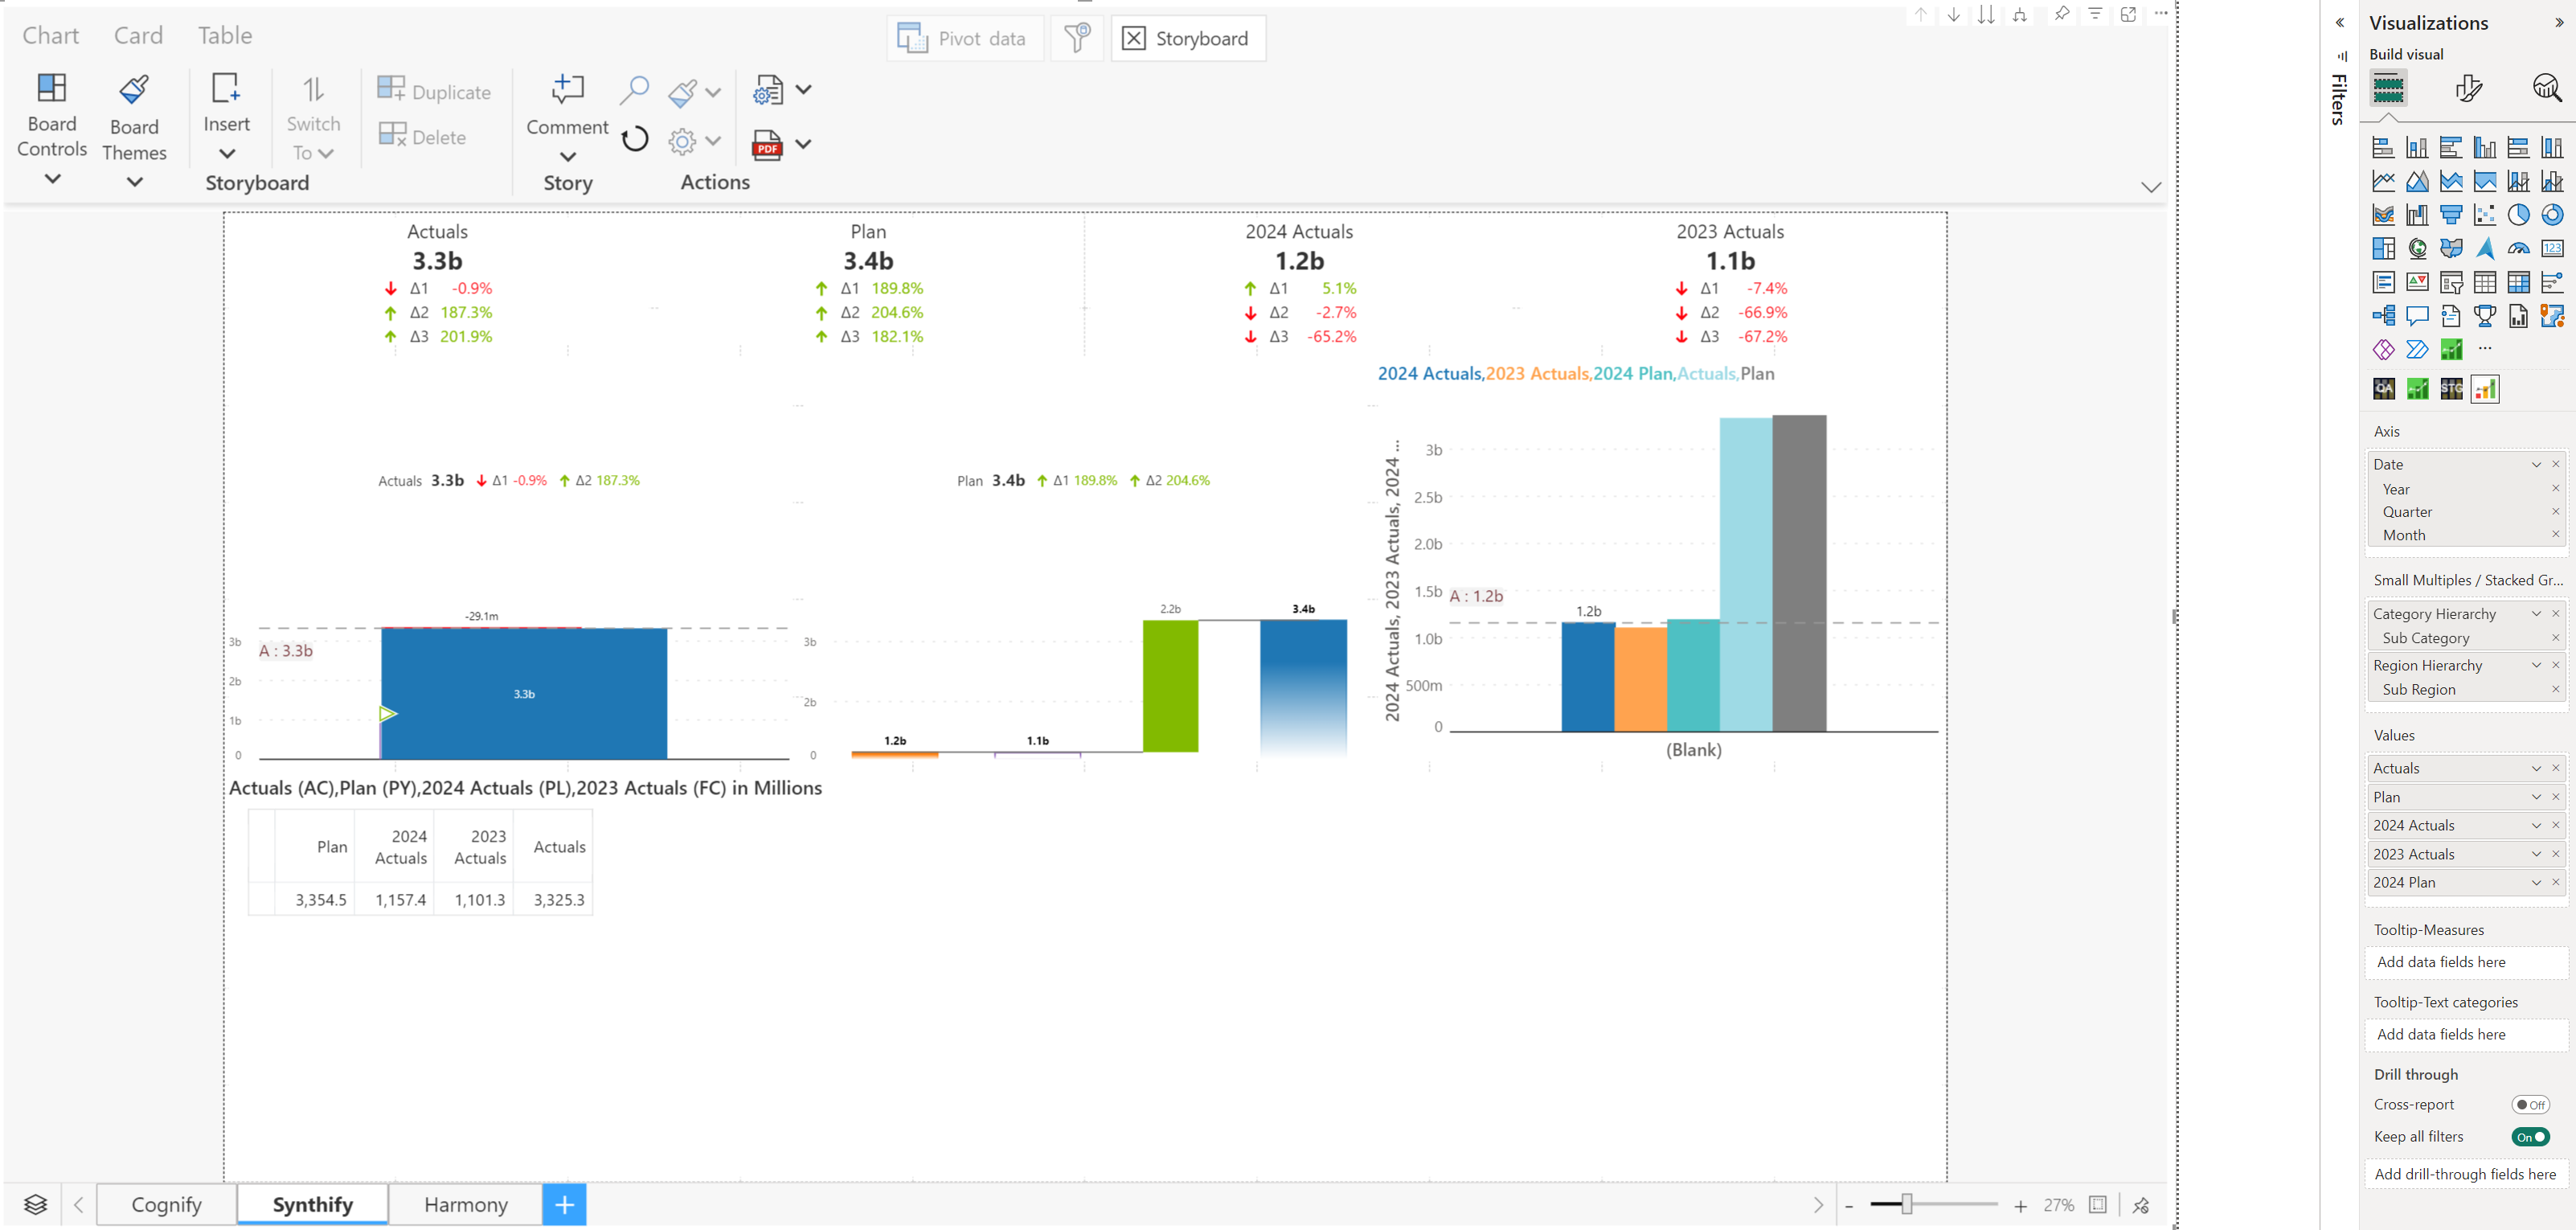 Chart Card Table
Pivot data
Storyboard
Board Controls
Board Themes
Insert
Switch To
Duplicate
Delete
Storyboard
Comment
Story
PDF
Actions
Actuals
3.3b
Δ1 -0.9%
Δ2 187.3%
Δ3 201.9%
Plan
3.4b
Δ1 189.8%
Δ2 204.6%
Δ3 182.1%
2024 Actuals
1.2b
Δ1 5.1%
Δ2 -2.7%
Δ3 -65.2%
2023 Actuals
1.1b
Δ1 -7.4%
Δ2 -66.9%
Δ3 -67.2%
Actuals 3.3b Δ1 -0.9% Δ2 187.3%
Plan 3.4b Δ1 189.8% Δ2 204.6%
-29.1m
3b
A : 3.3b
2b
3.3b
1b
0
2.2b
3.4b
3b
2b
1.2b
1.1b
0
2024 Actuals,2023 Actuals,2024 Plan,Actuals,Plan
2024 Actuals, 2023 Actuals, 2024 ...
3b
2.5b
2.0b
1.5b
A : 1.2b
1.2b
1.0b
500m
0
(Blank)
Actuals (AC),Plan (PY),2024 Actuals (PL),2023 Actuals (FC) in Millions
Plan 2024 Actuals 2023 Actuals Actuals
3,354.5 1,157.4 1,101.3 3,325.3
Cognify
Synthify
Harmony
+
- + 27%
Filters
Visualizations
Build visual
123
QA
STG
Axis
Date
Year
Quarter
Month
Small Multiples / Stacked Gr...
Category Hierarchy
Sub Category
Region Hierarchy
Sub Region
Values
Actuals
Plan
2024 Actuals
2023 Actuals
2024 Plan
Tooltip-Measures
Add data fields here
Tooltip-Text categories
Add data fields here
Drill through
Cross-report Off
Keep all filters On
Add drill-through fields here